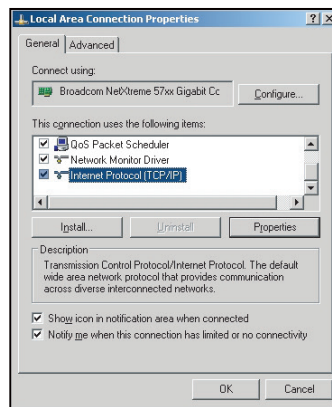 Local Area Connection Properties
General Advanced
Connect using:
Broadcom NetXtreme 57xx Gigabit Cc
Configure...
This connection uses the following items:
QoS Packet Scheduler
Network Monitor Driver
Internet Protocol (TCP/IP)
Install... Uninstall Properties
Description
Transmission Control Protocol/Internet Protocol. The default
wide area network protocol that provides communication
across diverse interconnected networks.
Show icon in notification area when connected
Notify me when this connection has limited or no connectivity
OK Cancel